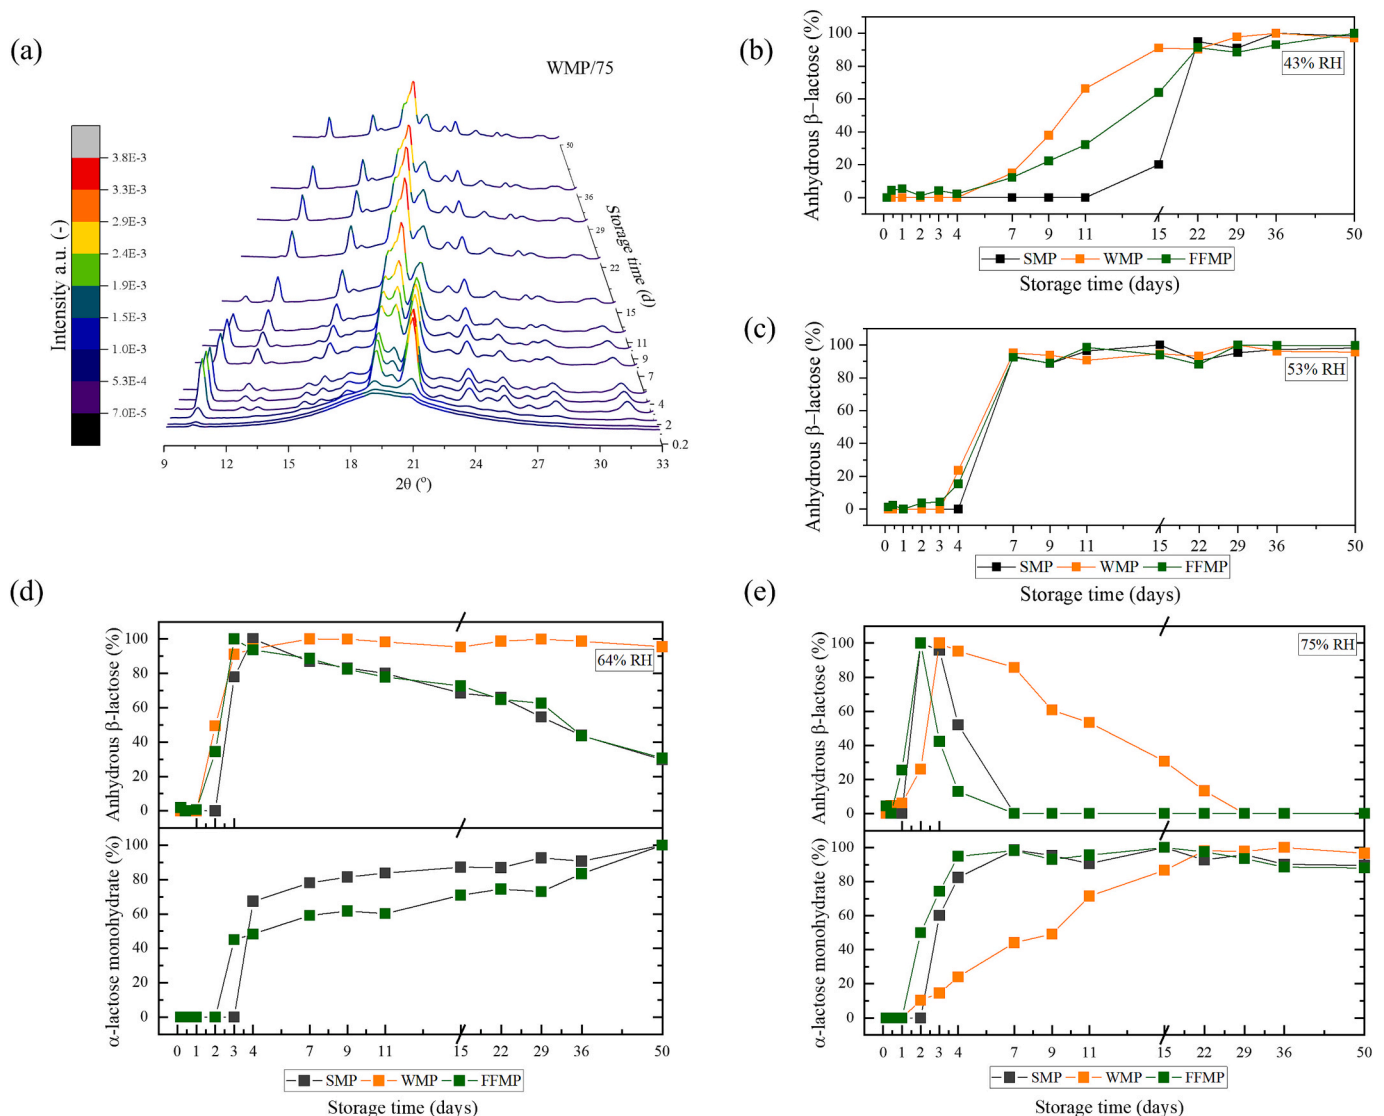 (a)
WMP/75
Intensity a.u. (-)
3.8E-3
3.3E-3
2.9E-3
2.4E-3
1.9E-3
1.5E-3
1.0E-3
5.3E-4
7.0E-5
50
36
29
22
15
11
9
7
4
2
0.2
Storage time (d)
9 12 15 18 21 24 27 30 33
2θ (°)
(b)
Anhydrous β−lactose (%)
100
80
60
40
20
0
43% RH
0 1 2 3 4 7 9 11 15 22 29 36 50
SMP WMP FFMP
Storage time (days)
(c)
Anhydrous β−lactose (%)
100
80
60
40
20
0
53% RH
0 1 2 3 4 7 9 11 15 22 29 36 50
SMP WMP FFMP
Storage time (days)
(d)
Anhydrous β-lactose (%)
100
80
60
40
20
0
64% RH
α-lactose monohydrate (%)
100
80
60
40
20
0
0 1 2 3 4 7 9 11 15 22 29 36 50
SMP WMP FFMP
Storage time (days)
(e)
Anhydrous β-lactose (%)
100
80
60
40
20
0
75% RH
α-lactose monohydrate (%)
100
80
60
40
20
0
0 1 2 3 4 7 9 11 15 22 29 36 50
SMP WMP FFMP
Storage time (days)